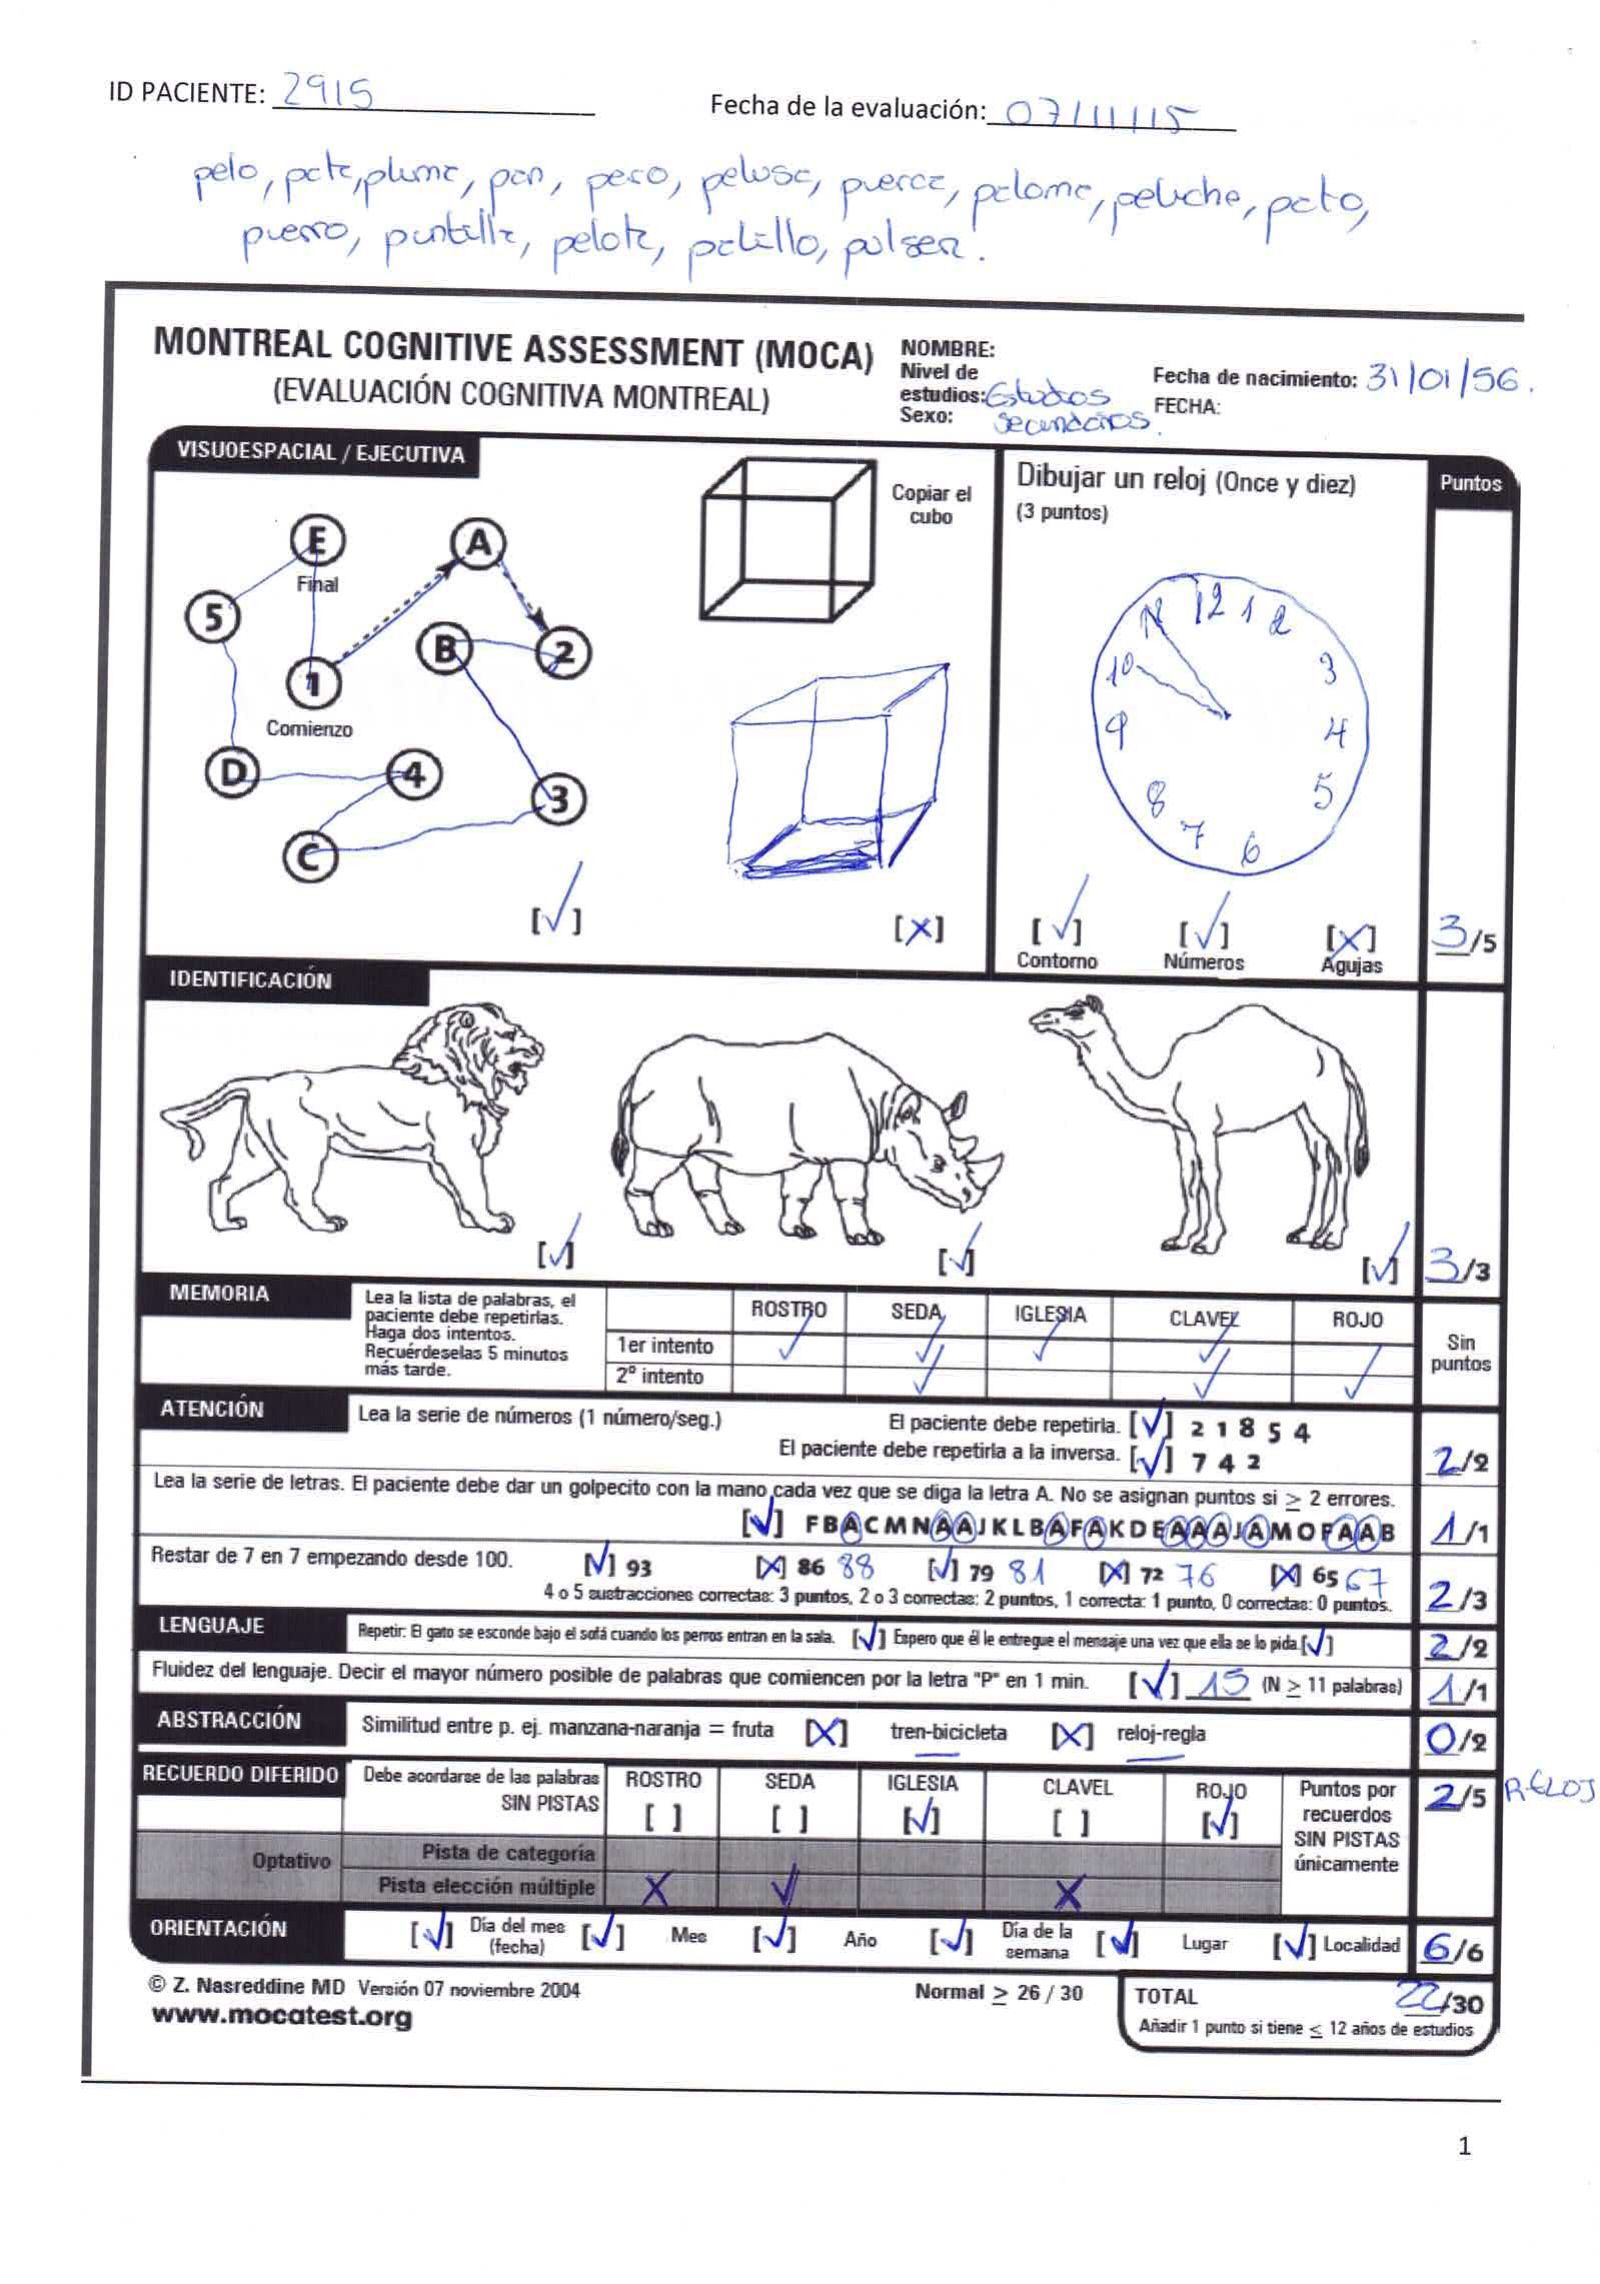 ID PACIENTE: 2915
Fecha de la evaluación: 07/11/15
pelo, pata, pluma, pan, peso, pelusa, puerca, paloma, peluche, pato,
puerro, puntilla, pelota, palillo, pulsera.
MONTREAL COGNITIVE ASSESSMENT (MOCA)
(EVALUACIÓN COGNITIVA MONTREAL)
NOMBRE:
Nivel de
estudios: Estudios
Sexo: Secundarios.
Fecha de nacimiento: 31/01/56.
FECHA:
VISUOESPACIAL / EJECUTIVA
E
Final
A
5
B
2
1
Comienzo
D
4
3
C
[√]
Copiar el
cubo
[X]
Dibujar un reloj (Once y diez)
(3 puntos)
11 12 1 2
10 3
9 4
8 5
7 6
[√] [√] [X]
Contorno Números Agujas
Puntos
3/5
IDENTIFICACIÓN
[√] [√] [√] 3/3
MEMORIA
Lea la lista de palabras, el
paciente debe repetirlas.
Haga dos intentos.
Recuérdeselas 5 minutos
más tarde.
ROSTRO SEDA IGLESIA CLAVEL ROJO
1er intento √ √ √ √
2º intento √ √ √
Sin
puntos
ATENCIÓN
Lea la serie de números (1 número/seg.) El paciente debe repetirla. [√] 2 1 8 5 4
El paciente debe repetirla a la inversa. [√] 7 4 2 2/2
Lea la serie de letras. El paciente debe dar un golpecito con la mano cada vez que se diga la letra A. No se asignan puntos si ≥ 2 errores.
[√] F B A C M N A A J K L B A F A K D E A A A J A M O F A A B 1/1
Restar de 7 en 7 empezando desde 100. [√] 93 [X] 86 88 [√] 79 81 [X] 72 76 [X] 65 67
4 o 5 sustracciones correctas: 3 puntos, 2 o 3 correctas: 2 puntos, 1 correcta: 1 punto, 0 correctas: 0 puntos. 2/3
LENGUAJE
Repetir: El gato se esconde bajo el sofá cuando los perros entran en la sala. [√] Espero que él le entregue el mensaje una vez que ella se lo pida. [√] 2/2
Fluidez del lenguaje. Decir el mayor número posible de palabras que comiencen por la letra "P" en 1 min. [√] 15 (N ≥ 11 palabras) 1/1
ABSTRACCIÓN
Similitud entre p. ej. manzana-naranja = fruta [X] tren-bicicleta [X] reloj-regla 0/2
RECUERDO DIFERIDO
Debe acordarse de las palabras
SIN PISTAS
ROSTRO SEDA IGLESIA CLAVEL ROJO
[ ] [ ] [√] [ ] [√]
Puntos por
recuerdos
SIN PISTAS
únicamente
2/5 RELOJ
Optativo
Pista de categoría
Pista elección múltiple X √ X
ORIENTACIÓN
[√] Día del mes
(fecha)
[√] Mes [√] Año [√] Día de la
semana
[√] Lugar [√] Localidad 6/6
© Z. Nasreddine MD Versión 07 noviembre 2004
www.mocatest.org
Normal ≥ 26 / 30
TOTAL 22/30
Añadir 1 punto si tiene ≤ 12 años de estudios
1